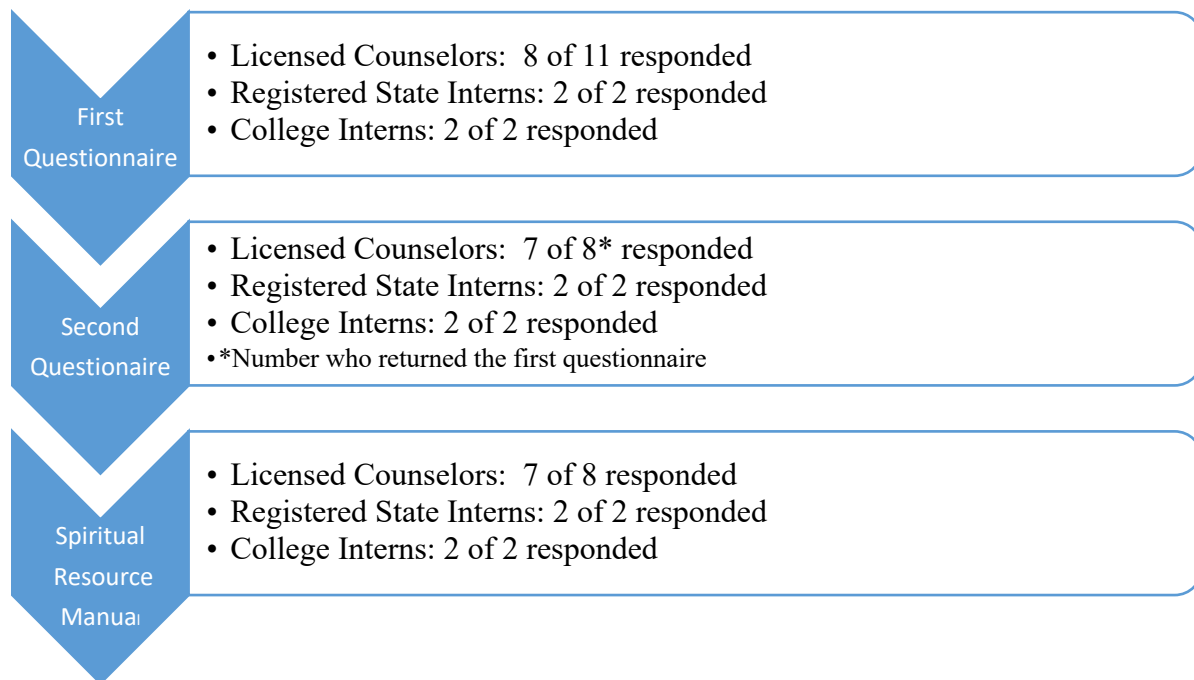 First
Questionnaire
• Licensed Counselors:  8 of 11 responded
• Registered State Interns: 2 of 2 responded
• College Interns: 2 of 2 responded
Second
Questionaire
• Licensed Counselors:  7 of 8* responded
• Registered State Interns: 2 of 2 responded
• College Interns: 2 of 2 responded
•*Number who returned the first questionnaire
Spiritual
Resource
Manual
• Licensed Counselors:  7 of 8 responded
• Registered State Interns: 2 of 2 responded
• College Interns: 2 of 2 responded